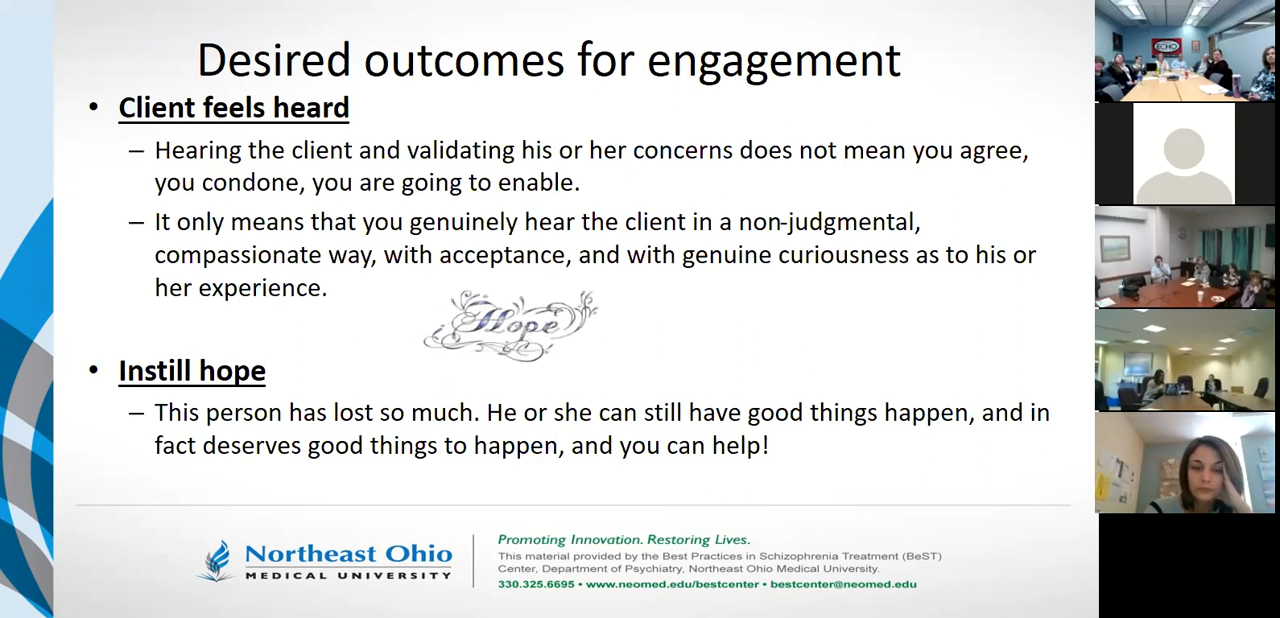 Desired outcomes for engagement
• Client feels heard
– Hearing the client and validating his or her concerns does not mean you agree,
you condone, you are going to enable.
– It only means that you genuinely hear the client in a non-judgmental,
compassionate way, with acceptance, and with genuine curiousness as to his or
her experience.
Hope
• Instill hope
– This person has lost so much. He or she can still have good things happen, and in
fact deserves good things to happen, and you can help!
Northeast Ohio
MEDICAL UNIVERSITY
Promoting Innovation. Restoring Lives.
This material provided by the Best Practices in Schizophrenia Treatment (BeST)
Center, Department of Psychiatry, Northeast Ohio Medical University.
330.325.6695 • www.neomed.edu/bestcenter • bestcenter@neomed.edu
ECHO